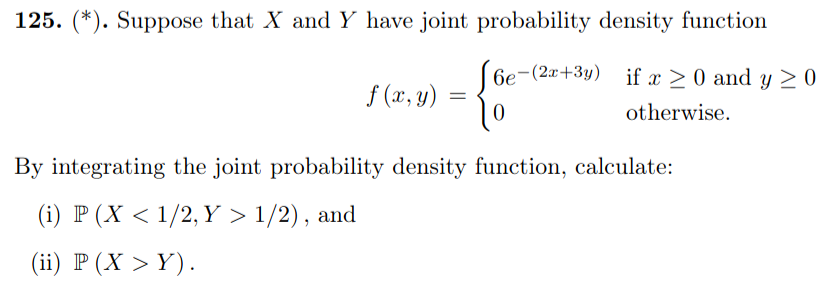 125. (*). Suppose that X and Y have joint probability density function
f (x, y) = { 6e^{−(2x+3y)} if x ≥ 0 and y ≥ 0
0 otherwise.
By integrating the joint probability density function, calculate:
(i) ℙ (X < 1/2, Y > 1/2) , and
(ii) ℙ (X > Y) .